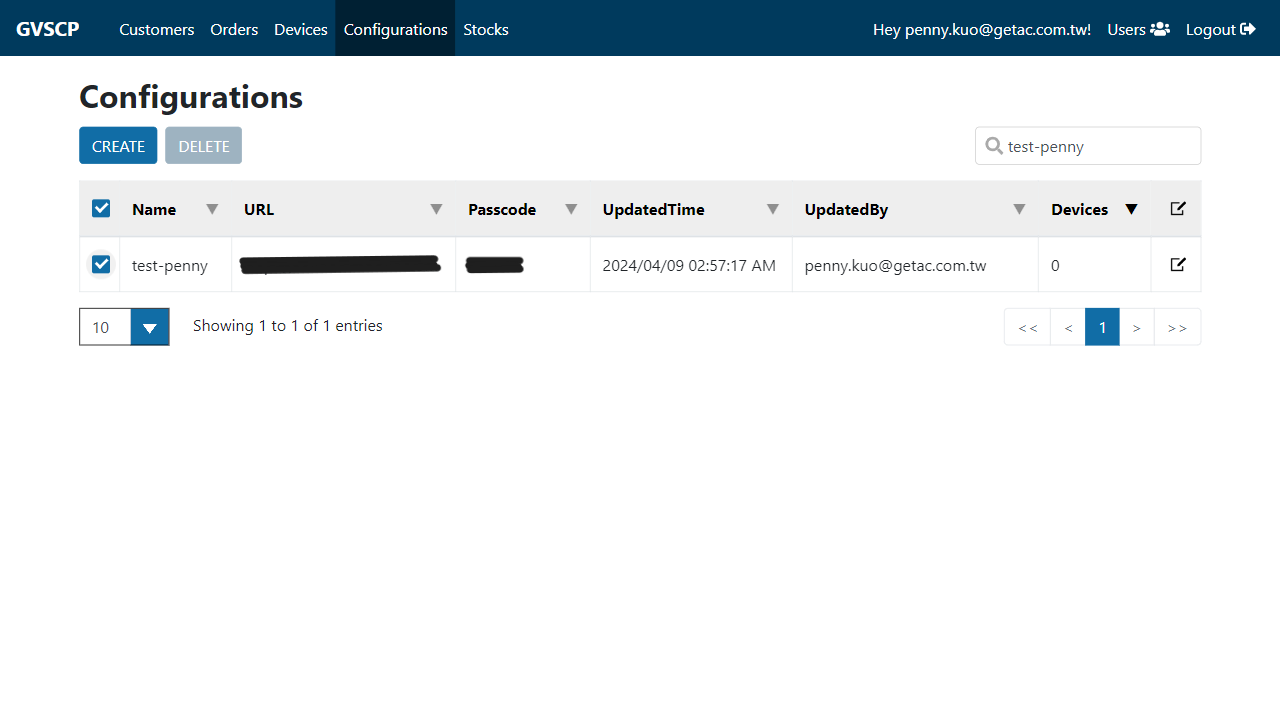 GVSCP Customers Orders Devices Configurations Stocks Hey penny.kuo@getac.com.tw! Users Logout
Configurations
CREATE DELETE test-penny
Name URL Passcode UpdatedTime UpdatedBy Devices
test-penny 2024/04/09 02:57:17 AM penny.kuo@getac.com.tw 0
10 Showing 1 to 1 of 1 entries << < 1 > >>